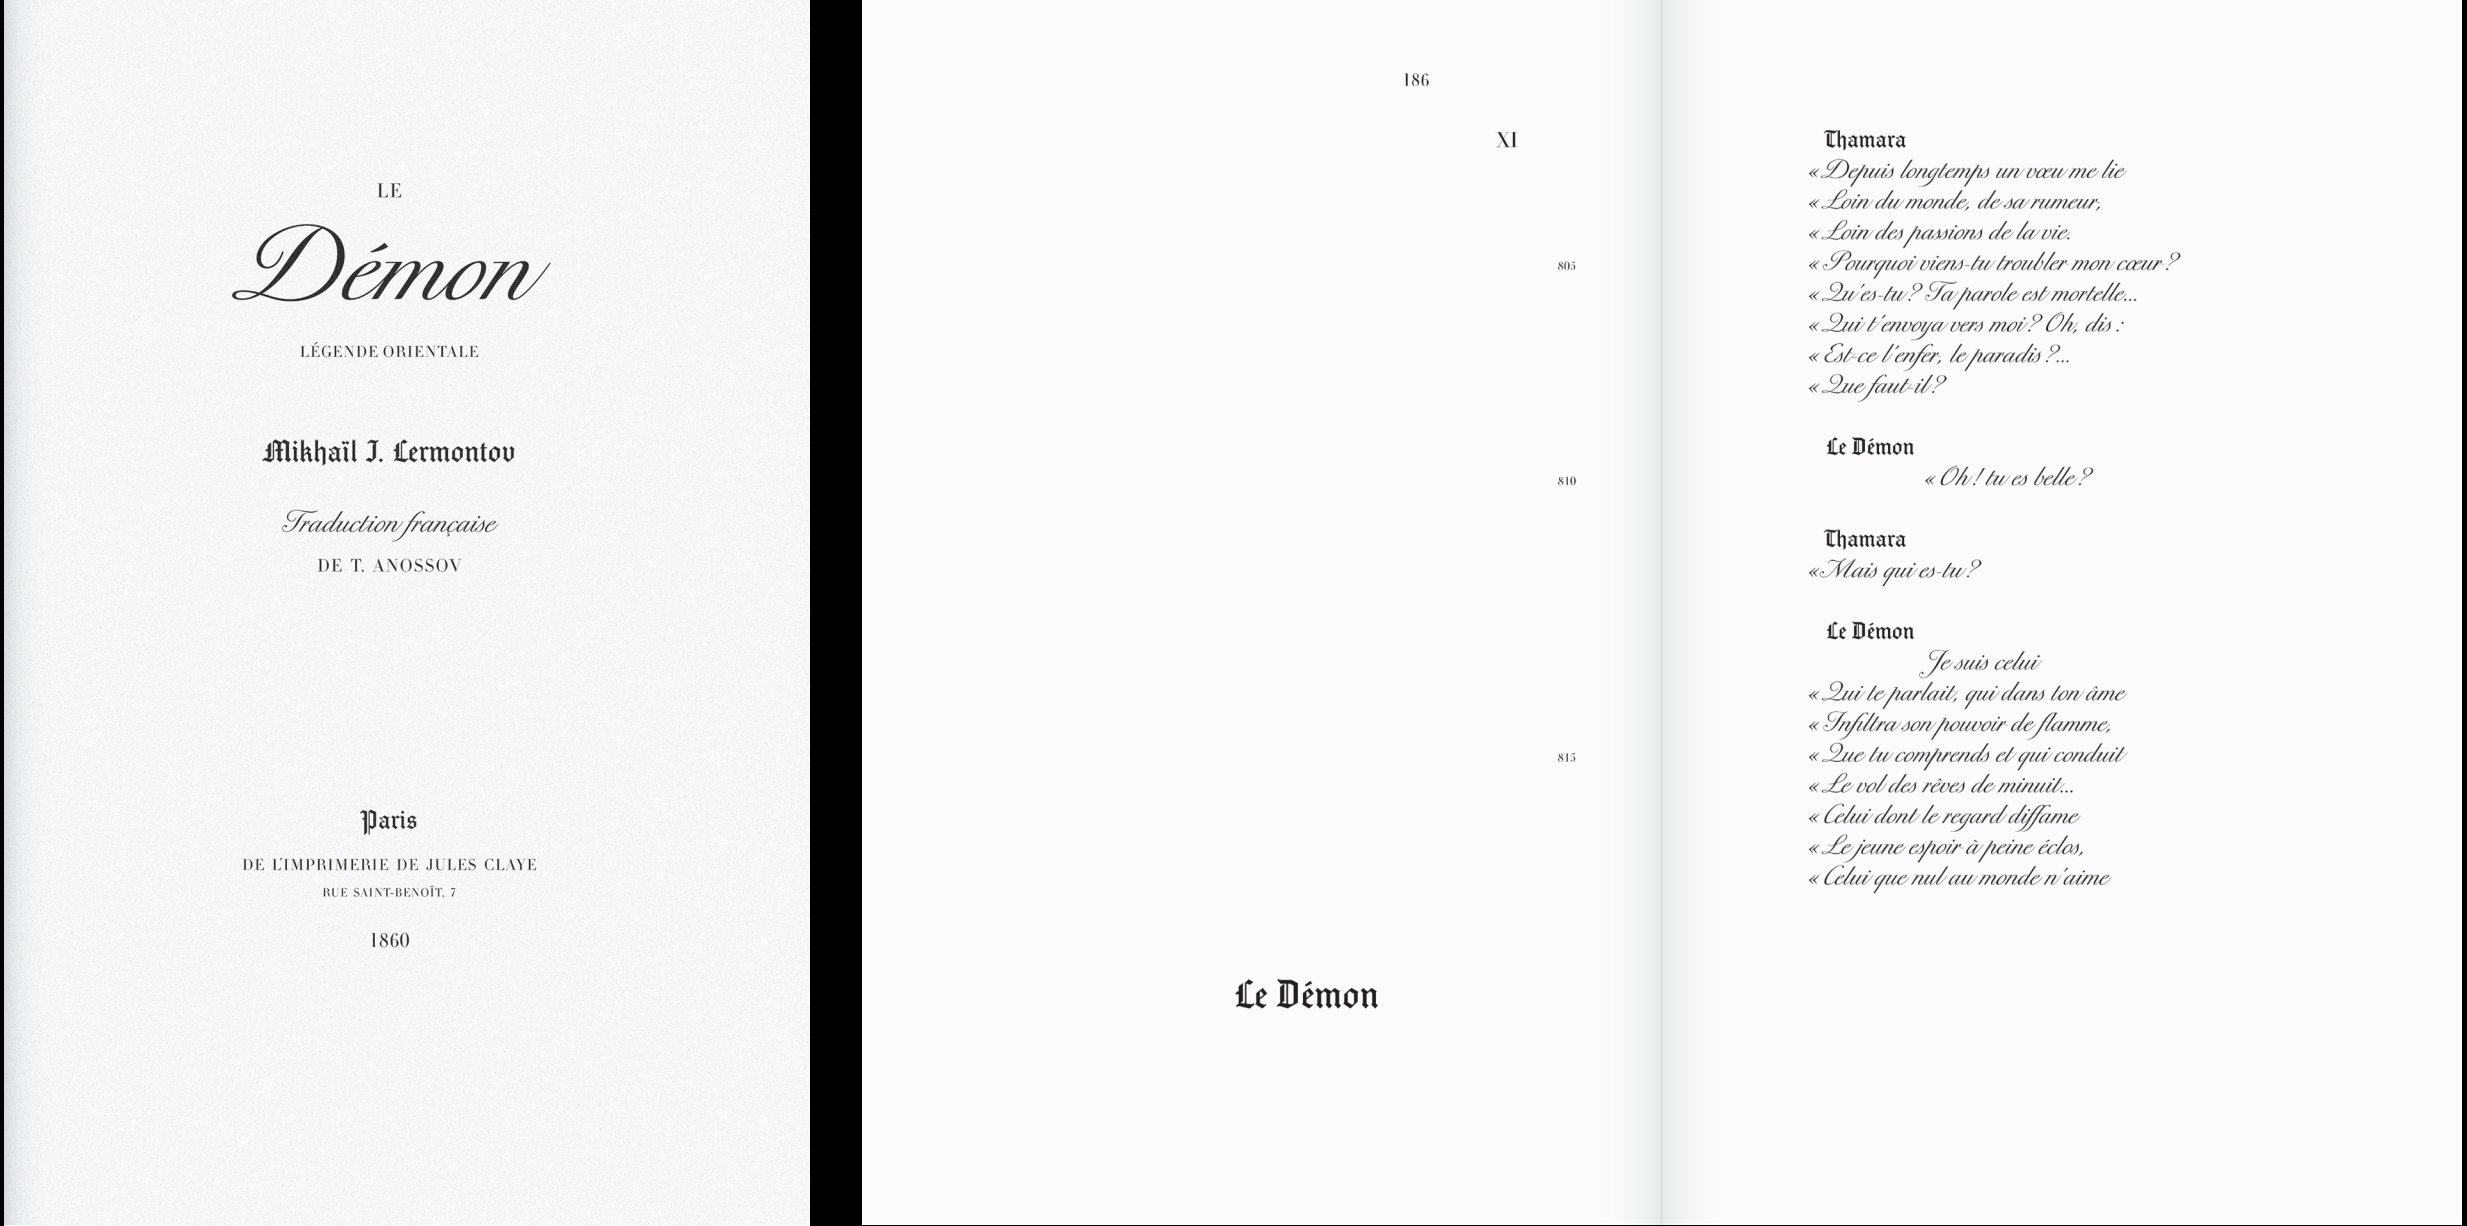 LE
Démon
LÉGENDE ORIENTALE
Mikhaïl J. Lermontov
Traduction française
DE T. ANOSSOV
Paris
DE L'IMPRIMERIE DE JULES CLAYE
RUE SAINT-BENOÎT, 7
1860
186
XI
805
810
815
Le Démon
Thamara
« Depuis longtemps un vœu me lie
« Loin du monde, de sa rumeur,
« Loin des passions de la vie.
« Pourquoi viens-tu troubler mon cœur ?
« Qu'es-tu ? Ta parole est mortelle...
« Qui t'envoya vers moi ? Oh, dis :
« Est-ce l'enfer, le paradis ?...
« Que faut-il ?
Le Démon
« Oh ! tu es belle ?
Thamara
« Mais qui es-tu ?
Le Démon
Je suis celui
« Qui te parlait, qui dans ton âme
« Infiltra son pouvoir de flamme,
« Que tu comprends et qui conduit
« Le vol des rêves de minuit...
« Celui dont le regard diffame
« Le jeune espoir à peine éclos,
« Celui que nul au monde n'aime